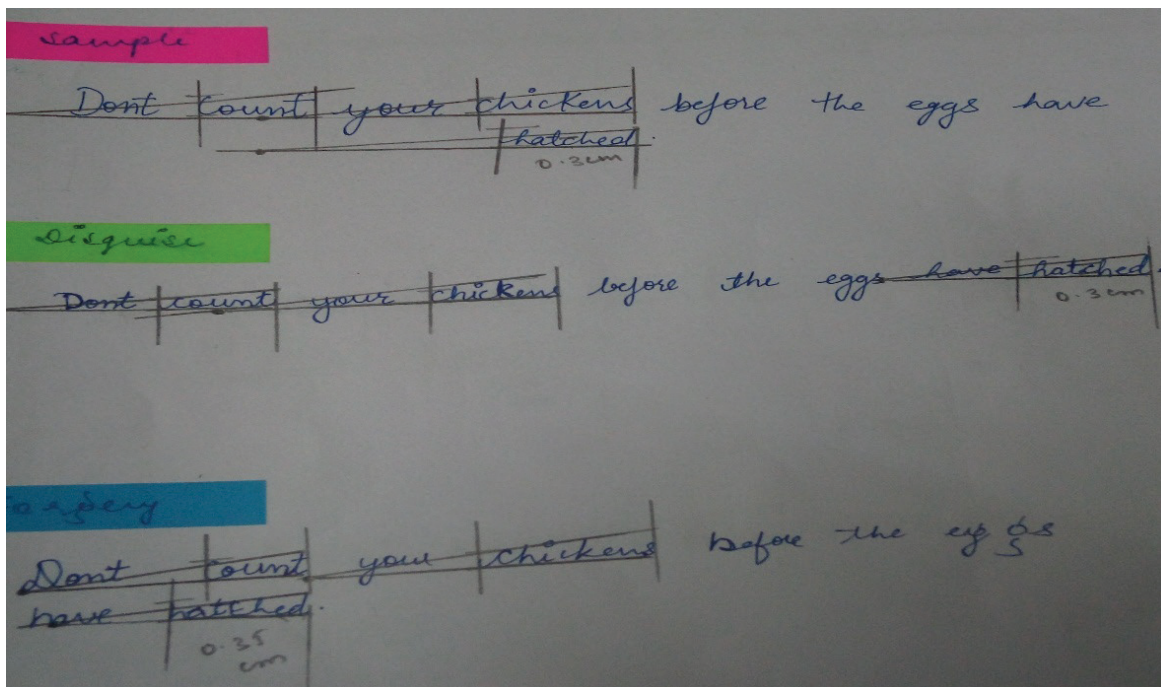 Sample
Dont count your chickens before the eggs have
hatched.
0.3cm
Disguise
Dont count your chickens before the eggs have hatched.
0.3cm
Forgery
Dont count your chickens before the eggs
have hatched.
0.35
cm